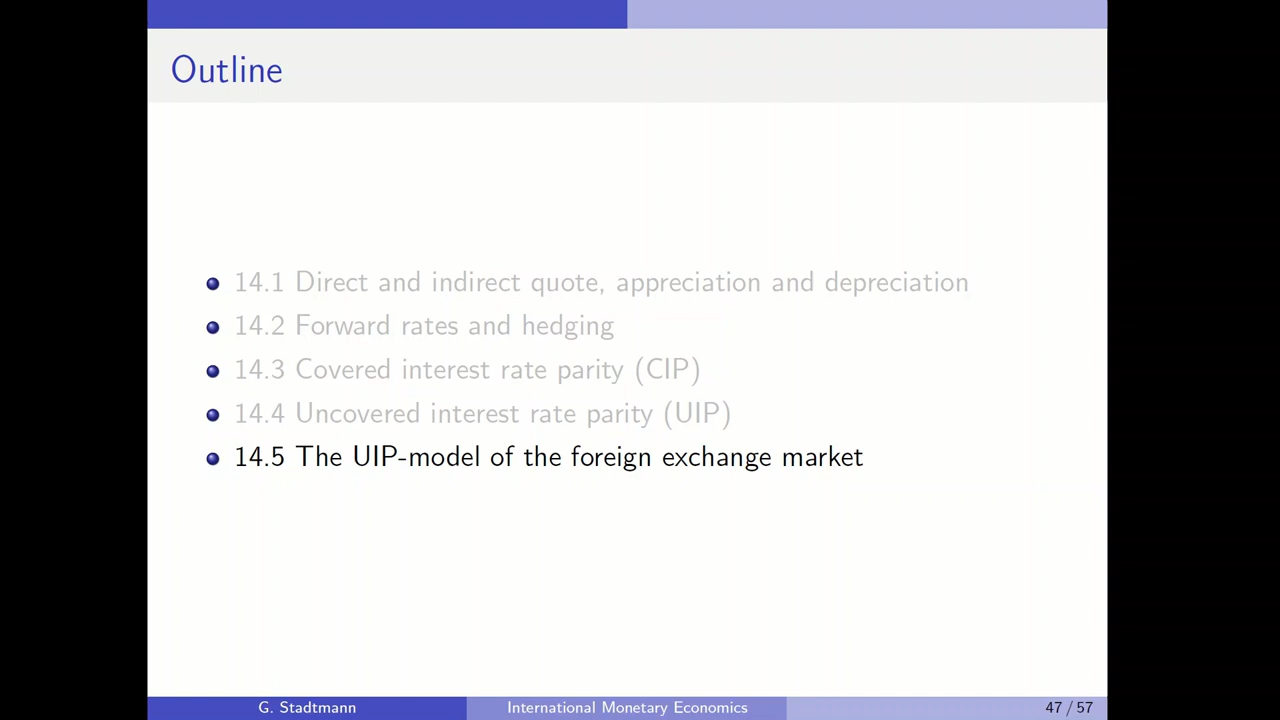 Outline
14.1 Direct and indirect quote, appreciation and depreciation
14.2 Forward rates and hedging
14.3 Covered interest rate parity (CIP)
14.4 Uncovered interest rate parity (UIP)
14.5 The UIP-model of the foreign exchange market
G. Stadtmann International Monetary Economics 47 / 57